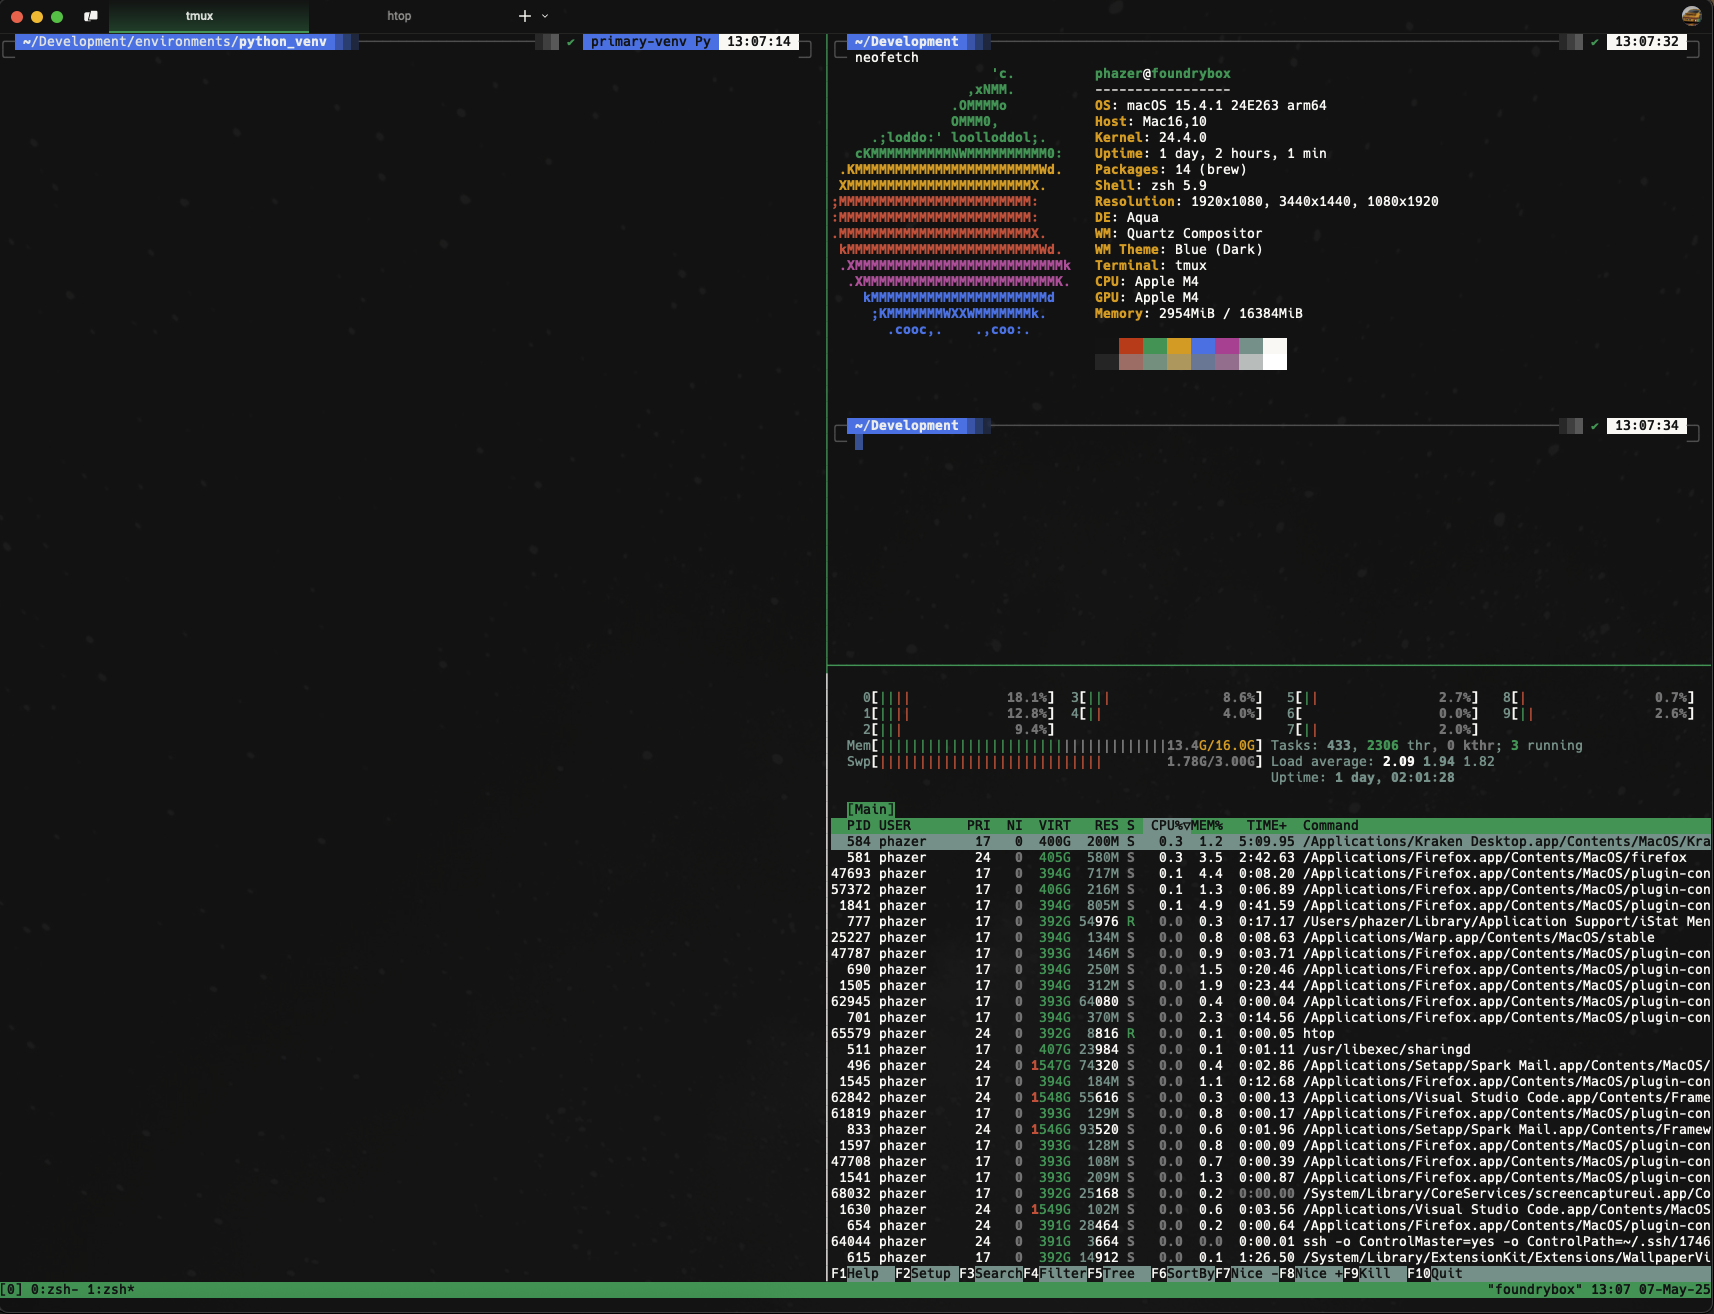 tmux
htop
~/Development/environments/python_venv
✔ primary-venv Py 13:07:14
~/Development ✔ 13:07:32
neofetch
'c.
,xNMM.
.OMMMMo
OMMM0,
.;loddo:' loolloddol;.
cKMMMMMMMMMMNWMMMMMMMMMM0:
.KMMMMMMMMMMMMMMMMMMMMMMMWd.
XMMMMMMMMMMMMMMMMMMMMMMMX.
;MMMMMMMMMMMMMMMMMMMMMMMM:
:MMMMMMMMMMMMMMMMMMMMMMMM:
.MMMMMMMMMMMMMMMMMMMMMMMMX.
kMMMMMMMMMMMMMMMMMMMMMMMMWd.
.XMMMMMMMMMMMMMMMMMMMMMMMMMMk
.XMMMMMMMMMMMMMMMMMMMMMMMMK.
kMMMMMMMMMMMMMMMMMMMMMMd
;KMMMMMMMWXXWMMMMMMMk.
.cooc,. .,coo:.
phazer@foundrybox
-----------------
OS: macOS 15.4.1 24E263 arm64
Host: Mac16,10
Kernel: 24.4.0
Uptime: 1 day, 2 hours, 1 min
Packages: 14 (brew)
Shell: zsh 5.9
Resolution: 1920x1080, 3440x1440, 1080x1920
DE: Aqua
WM: Quartz Compositor
WM Theme: Blue (Dark)
Terminal: tmux
CPU: Apple M4
GPU: Apple M4
Memory: 2954MiB / 16384MiB
~/Development ✔ 13:07:34
0[|||| 18.1%] 3[||| 8.6%] 5[|| 2.7%] 8[| 0.7%]
1[|||| 12.8%] 4[|| 4.0%] 6[ 0.0%] 9[|| 2.6%]
2[||| 9.4%] 7[|| 2.0%]
Mem[||||||||||||||||||||||||||||||||||||13.4G/16.0G] Tasks: 433, 2306 thr, 0 kthr; 3 running
Swp[|||||||||||||||||||||||||||| 1.78G/3.00G] Load average: 2.09 1.94 1.82
Uptime: 1 day, 02:01:28
[Main]
PID USER PRI NI VIRT RES S CPU%▽MEM% TIME+ Command
584 phazer 17 0 400G 200M S 0.3 1.2 5:09.95 /Applications/Kraken Desktop.app/Contents/MacOS/Kra
581 phazer 24 0 405G 580M S 0.3 3.5 2:42.63 /Applications/Firefox.app/Contents/MacOS/firefox
47693 phazer 17 0 394G 717M S 0.1 4.4 0:08.20 /Applications/Firefox.app/Contents/MacOS/plugin-con
57372 phazer 17 0 406G 216M S 0.1 1.3 0:06.89 /Applications/Firefox.app/Contents/MacOS/plugin-con
1841 phazer 17 0 394G 805M S 0.1 4.9 0:41.59 /Applications/Firefox.app/Contents/MacOS/plugin-con
777 phazer 17 0 392G 54976 R 0.0 0.3 0:17.17 /Users/phazer/Library/Application Support/iStat Men
25227 phazer 17 0 394G 134M S 0.0 0.8 0:08.63 /Applications/Warp.app/Contents/MacOS/stable
47787 phazer 17 0 393G 146M S 0.0 0.9 0:03.71 /Applications/Firefox.app/Contents/MacOS/plugin-con
690 phazer 17 0 394G 250M S 0.0 1.5 0:20.46 /Applications/Firefox.app/Contents/MacOS/plugin-con
1505 phazer 17 0 394G 312M S 0.0 1.9 0:23.44 /Applications/Firefox.app/Contents/MacOS/plugin-con
62945 phazer 17 0 393G 64080 S 0.0 0.4 0:00.04 /Applications/Firefox.app/Contents/MacOS/plugin-con
701 phazer 17 0 394G 370M S 0.0 2.3 0:14.56 /Applications/Firefox.app/Contents/MacOS/plugin-con
65579 phazer 24 0 392G 8816 R 0.0 0.1 0:00.05 htop
511 phazer 17 0 407G 23984 S 0.0 0.1 0:01.11 /usr/libexec/sharingd
496 phazer 24 0 1547G 74320 S 0.0 0.4 0:02.86 /Applications/Setapp/Spark Mail.app/Contents/MacOS/
1545 phazer 17 0 394G 184M S 0.0 1.1 0:12.68 /Applications/Firefox.app/Contents/MacOS/plugin-con
62842 phazer 24 0 1548G 55616 S 0.0 0.3 0:00.13 /Applications/Visual Studio Code.app/Contents/Frame
61819 phazer 17 0 393G 129M S 0.0 0.8 0:00.17 /Applications/Firefox.app/Contents/MacOS/plugin-con
833 phazer 24 0 1546G 93520 S 0.0 0.6 0:01.96 /Applications/Setapp/Spark Mail.app/Contents/Framew
1597 phazer 17 0 393G 128M S 0.0 0.8 0:00.09 /Applications/Firefox.app/Contents/MacOS/plugin-con
47708 phazer 17 0 393G 108M S 0.0 0.7 0:00.39 /Applications/Firefox.app/Contents/MacOS/plugin-con
1541 phazer 17 0 393G 209M S 0.0 1.3 0:00.87 /Applications/Firefox.app/Contents/MacOS/plugin-con
68032 phazer 17 0 392G 25168 S 0.0 0.2 0:00.00 /System/Library/CoreServices/screencaptureui.app/Co
1630 phazer 24 0 1549G 102M S 0.0 0.6 0:03.56 /Applications/Visual Studio Code.app/Contents/MacOS
654 phazer 24 0 391G 28464 S 0.0 0.2 0:00.64 /Applications/Firefox.app/Contents/MacOS/plugin-con
64044 phazer 24 0 391G 3664 S 0.0 0.0 0:00.01 ssh -o ControlMaster=yes -o ControlPath=~/.ssh/1746
615 phazer 17 0 392G 14912 S 0.0 0.1 1:26.50 /System/Library/ExtensionKit/Extensions/WallpaperVi
F1Help F2Setup F3SearchF4FilterF5Tree F6SortByF7Nice -F8Nice +F9Kill F10Quit
[0] 0:zsh- 1:zsh* "foundrybox" 13:07 07-May-25